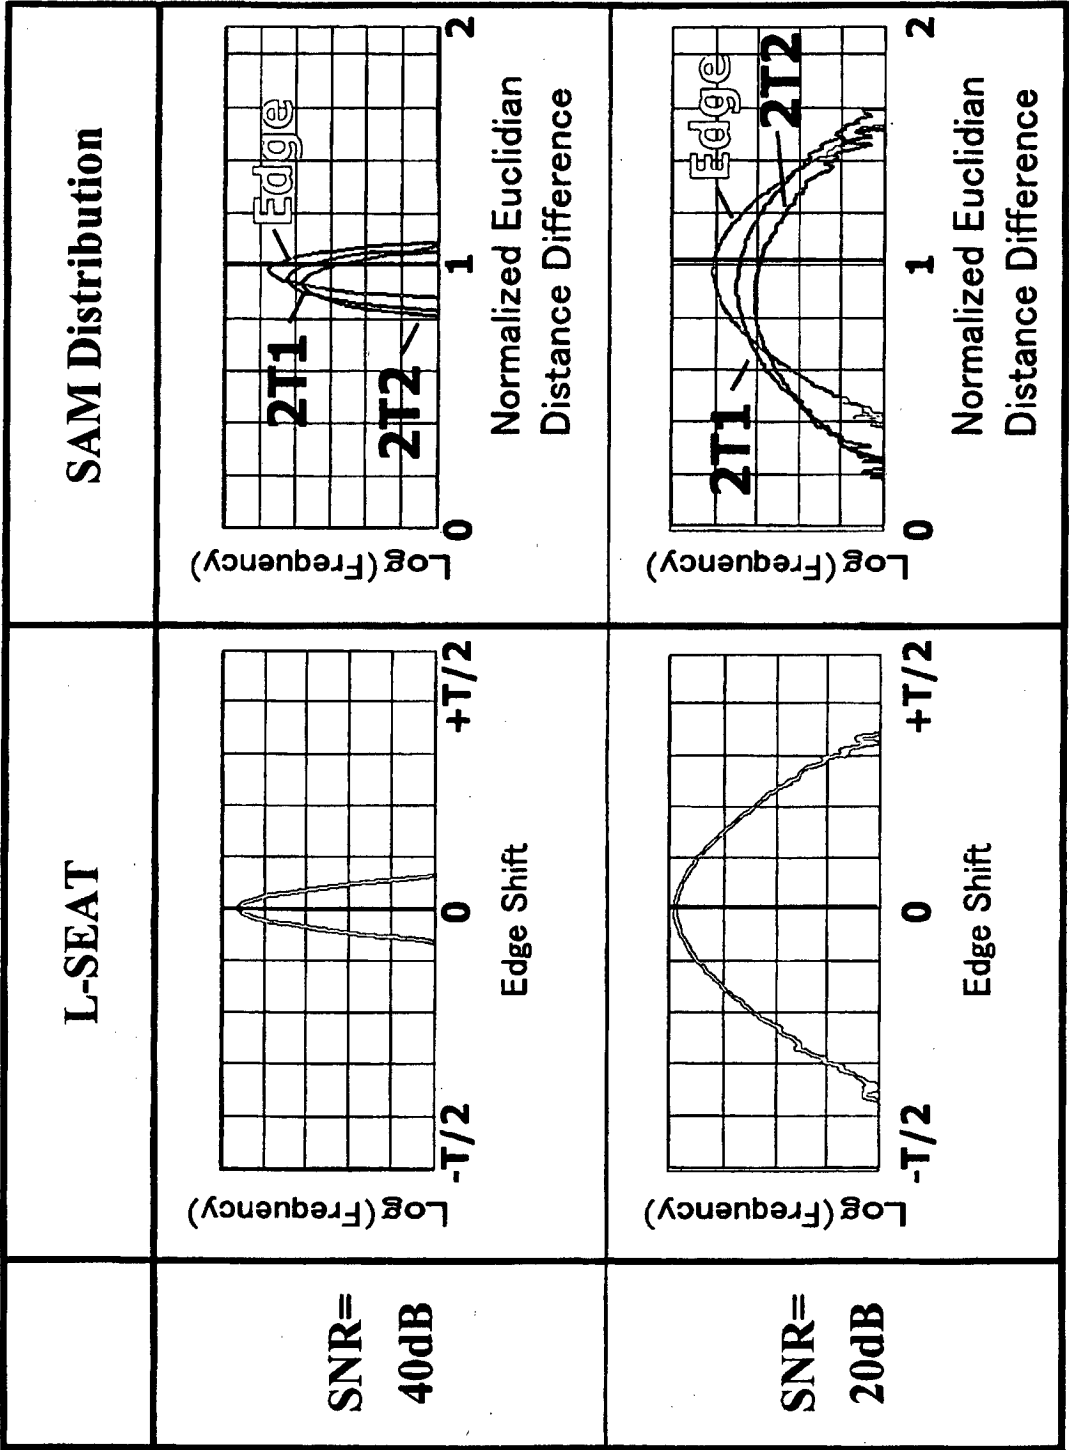 L-SEAT
SAM Distribution
SNR=
40dB
Log(Frequency)
-T/2
0
+T/2
Edge Shift
Log(Frequency)
2T1
2T2
Edge
0
1
2
Normalized Euclidian
Distance Difference
SNR=
20dB
Log(Frequency)
-T/2
0
+T/2
Edge Shift
Log(Frequency)
2T1
Edge
2T2
0
1
2
Normalized Euclidian
Distance Difference